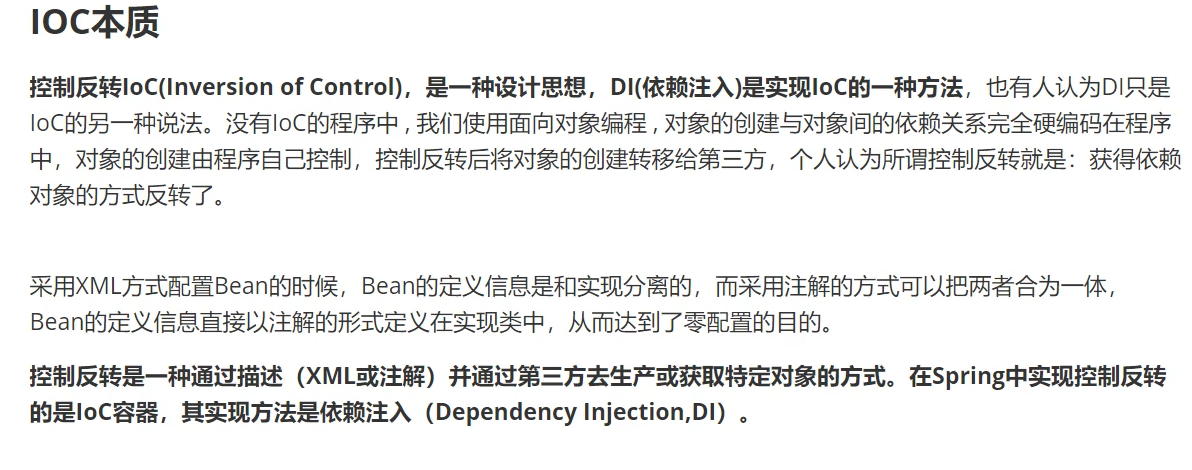 IOC本质
控制反转IoC(Inversion of Control)，是一种设计思想，DI(依赖注入)是实现IoC的一种方法，也有人认为DI只是
IoC的另一种说法。没有IoC的程序中 , 我们使用面向对象编程 , 对象的创建与对象间的依赖关系完全硬编码在程序
中，对象的创建由程序自己控制，控制反转后将对象的创建转移给第三方，个人认为所谓控制反转就是：获得依赖
对象的方式反转了。
采用XML方式配置Bean的时候，Bean的定义信息是和实现分离的，而采用注解的方式可以把两者合为一体，
Bean的定义信息直接以注解的形式定义在实现类中，从而达到了零配置的目的。
控制反转是一种通过描述（XML或注解）并通过第三方去生产或获取特定对象的方式。在Spring中实现控制反转
的是IoC容器，其实现方法是依赖注入（Dependency Injection,DI）。